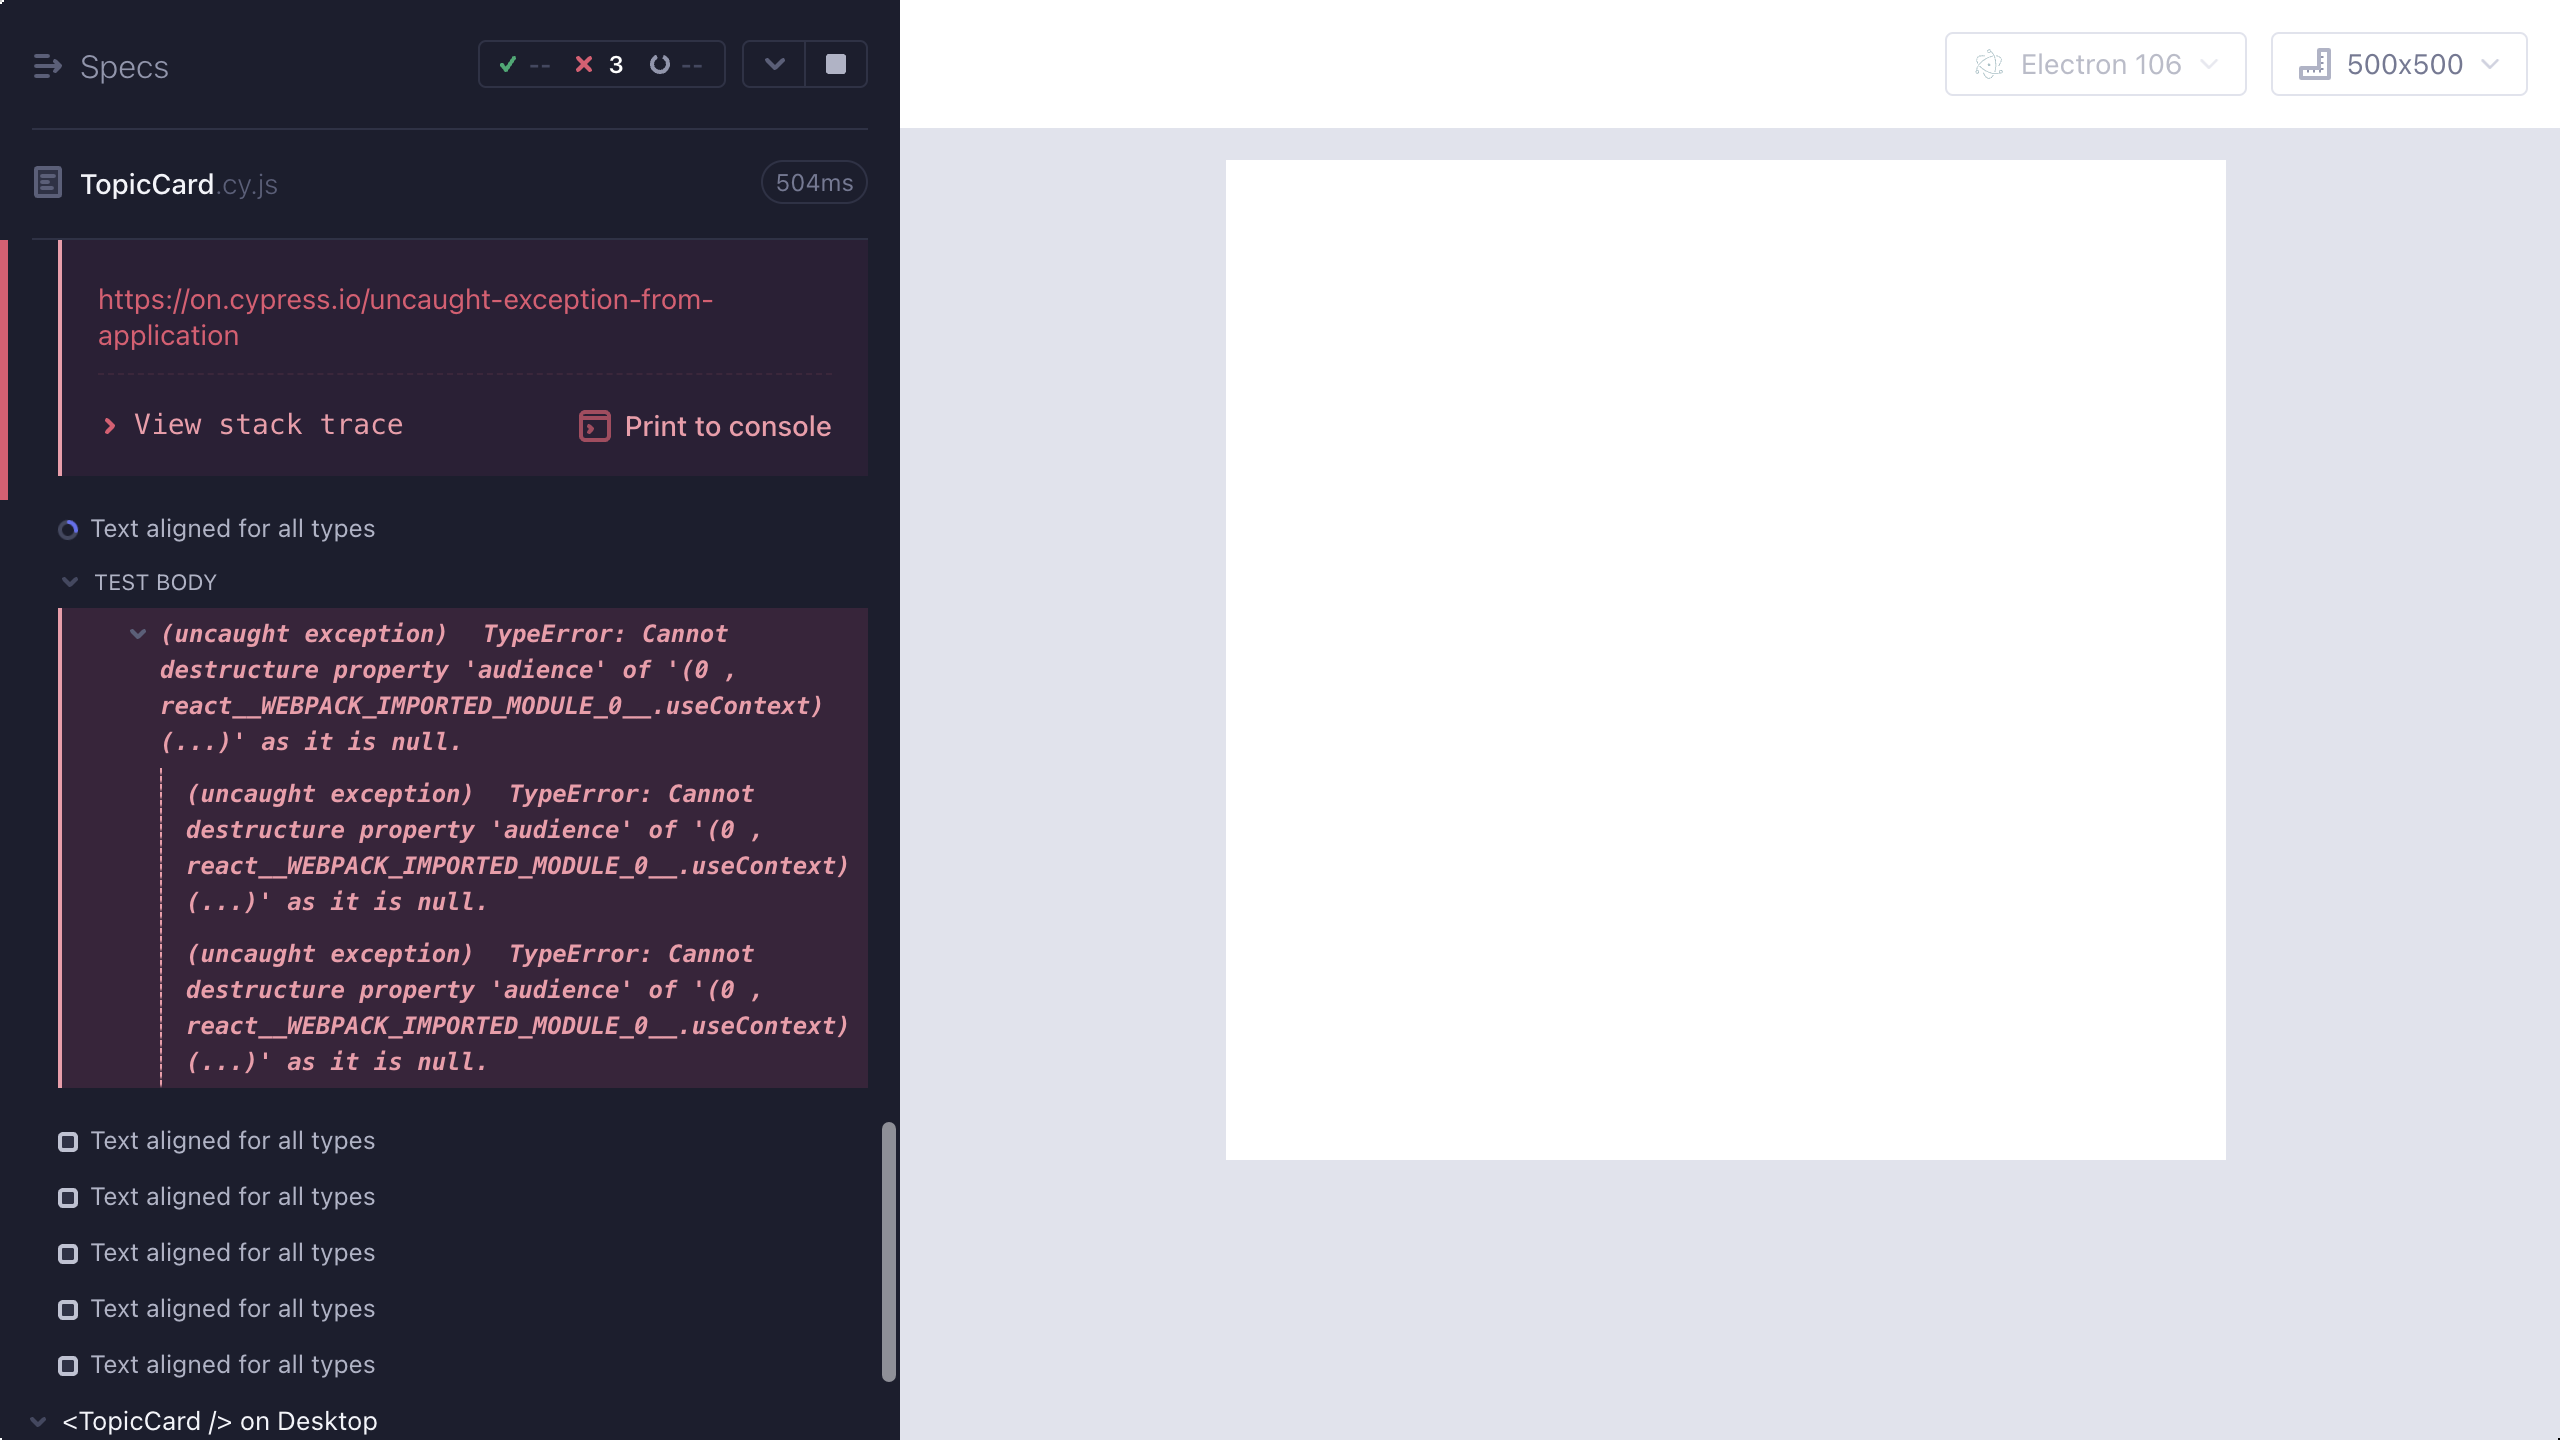 Specs
-- 3 --
Electron 106
500x500
TopicCard.cy.js
504ms
https://on.cypress.io/uncaught-exception-from-
application
View stack trace
Print to console
Text aligned for all types
TEST BODY
(uncaught exception) TypeError: Cannot
destructure property 'audience' of '(0 ,
react__WEBPACK_IMPORTED_MODULE_0__.useContext)
(...)' as it is null.
(uncaught exception) TypeError: Cannot
destructure property 'audience' of '(0 ,
react__WEBPACK_IMPORTED_MODULE_0__.useContext)
(...)' as it is null.
(uncaught exception) TypeError: Cannot
destructure property 'audience' of '(0 ,
react__WEBPACK_IMPORTED_MODULE_0__.useContext)
(...)' as it is null.
Text aligned for all types
Text aligned for all types
Text aligned for all types
Text aligned for all types
Text aligned for all types
<TopicCard /> on Desktop